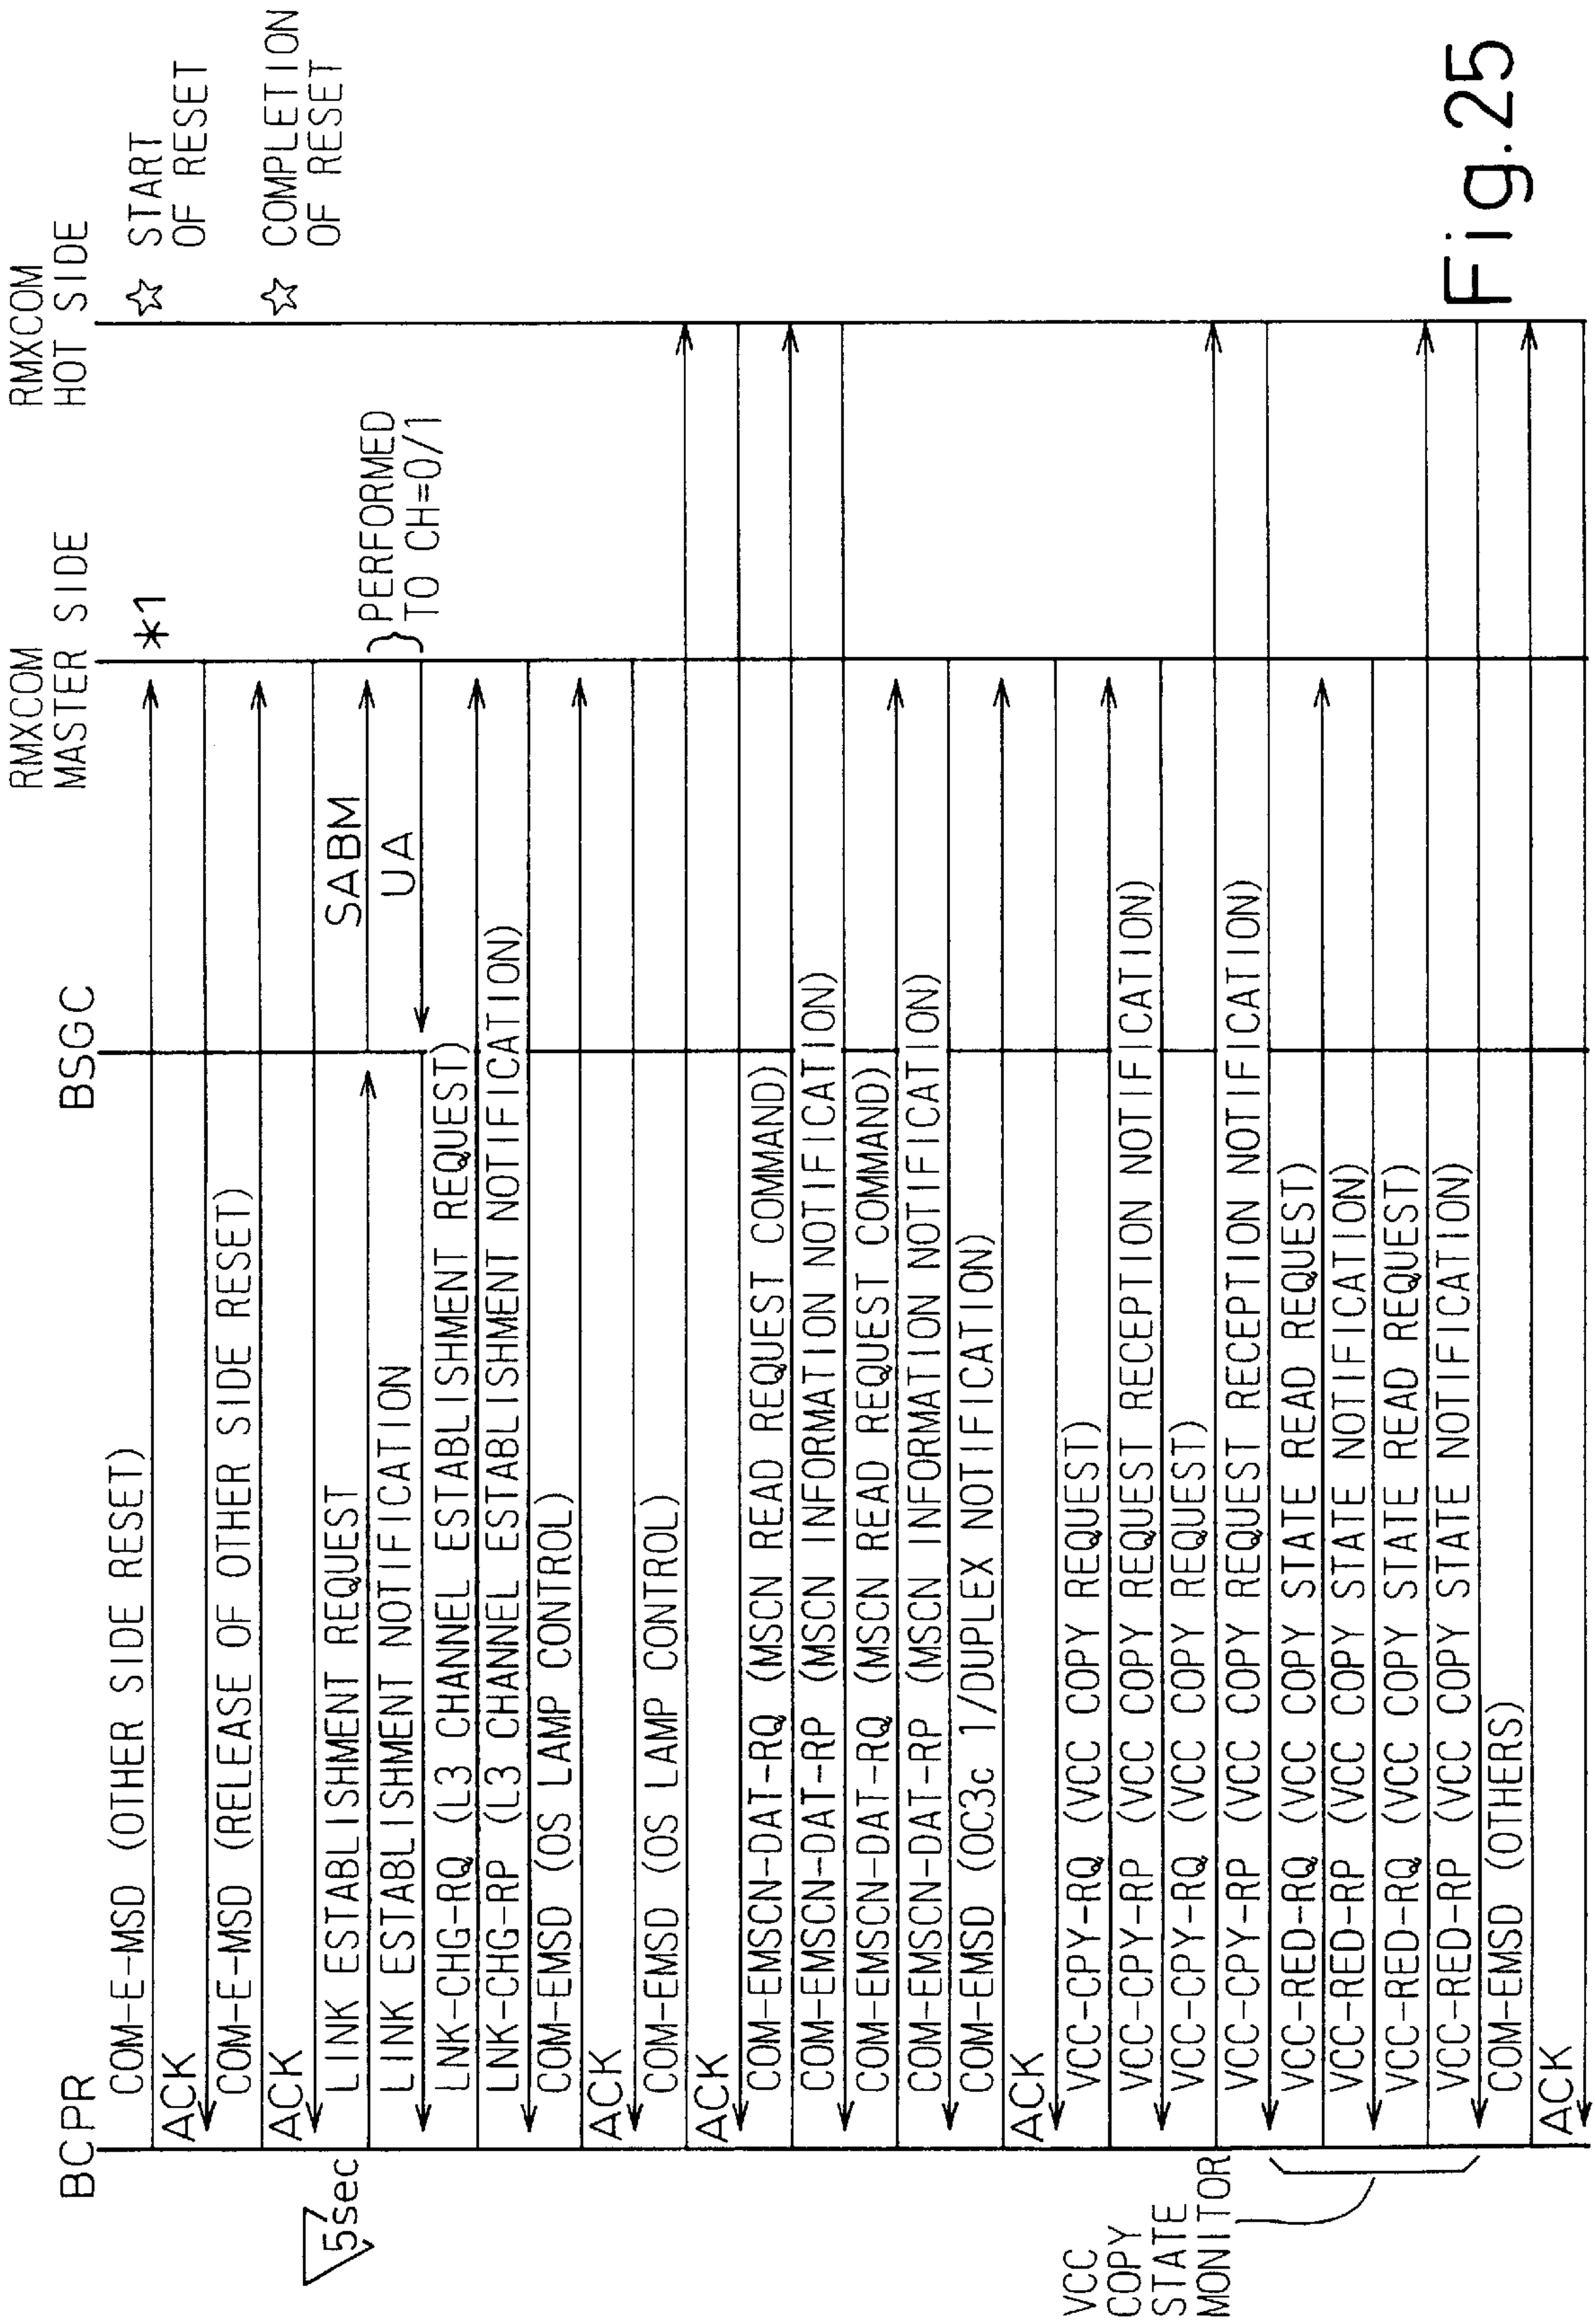 BCPR
BSGC
RMXCOM
MASTER SIDE
RMXCOM
HOT SIDE
COM-E-MSD (OTHER SIDE RESET)
*1
☆ START
OF RESET
ACK
COM-E-MSD (RELEASE OF OTHER SIDE RESET)
☆ COMPLETION
OF RESET
ACK
5sec
LINK ESTABLISHMENT REQUEST
SABM
PERFORMED
TO CH=0/1
LINK ESTABLISHMENT NOTIFICATION
UA
LNK-CHG-RQ (L3 CHANNEL ESTABLISHMENT REQUEST)
LNK-CHG-RP (L3 CHANNEL ESTABLISHMENT NOTIFICATION)
COM-EMSD (OS LAMP CONTROL)
ACK
COM-EMSD (OS LAMP CONTROL)
ACK
COM-EMSCN-DAT-RQ (MSCN READ REQUEST COMMAND)
COM-EMSCN-DAT-RP (MSCN INFORMATION NOTIFICATION)
COM-EMSCN-DAT-RQ (MSCN READ REQUEST COMMAND)
COM-EMSCN-DAT-RP (MSCN INFORMATION NOTIFICATION)
COM-EMSD (OC3c 1/DUPLEX NOTIFICATION)
ACK
VCC-CPY-RQ (VCC COPY REQUEST)
VCC-CPY-RP (VCC COPY REQUEST RECEPTION NOTIFICATION)
VCC-CPY-RQ (VCC COPY REQUEST)
VCC-CPY-RP (VCC COPY REQUEST RECEPTION NOTIFICATION)
VCC
COPY
STATE
MONITOR
VCC-RED-RQ (VCC COPY STATE READ REQUEST)
VCC-RED-RP (VCC COPY STATE NOTIFICATION)
VCC-RED-RQ (VCC COPY STATE READ REQUEST)
VCC-RED-RP (VCC COPY STATE NOTIFICATION)
COM-EMSD (OTHERS)
ACK
Fig.25